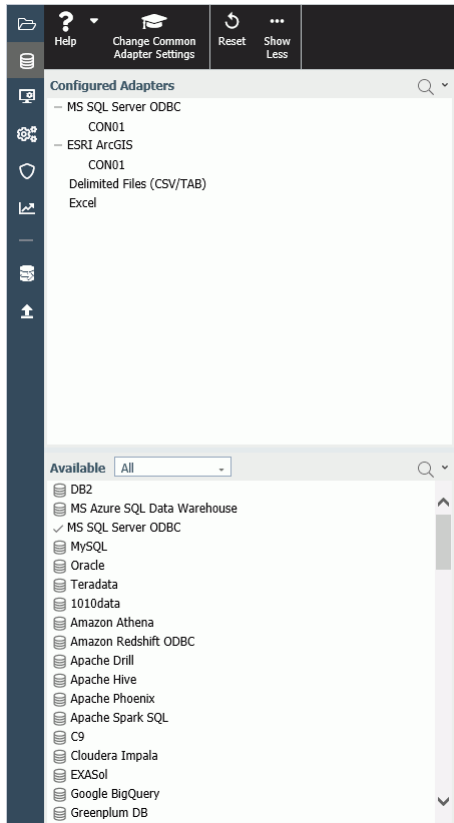 Help
Change Common
Adapter Settings
Reset
Show
Less
Configured Adapters
MS SQL Server ODBC
CON01
ESRI ArcGIS
CON01
Delimited Files (CSV/TAB)
Excel
Available
All
DB2
MS Azure SQL Data Warehouse
MS SQL Server ODBC
MySQL
Oracle
Teradata
1010data
Amazon Athena
Amazon Redshift ODBC
Apache Drill
Apache Hive
Apache Phoenix
Apache Spark SQL
C9
Cloudera Impala
EXASol
Google BigQuery
Greenplum DB